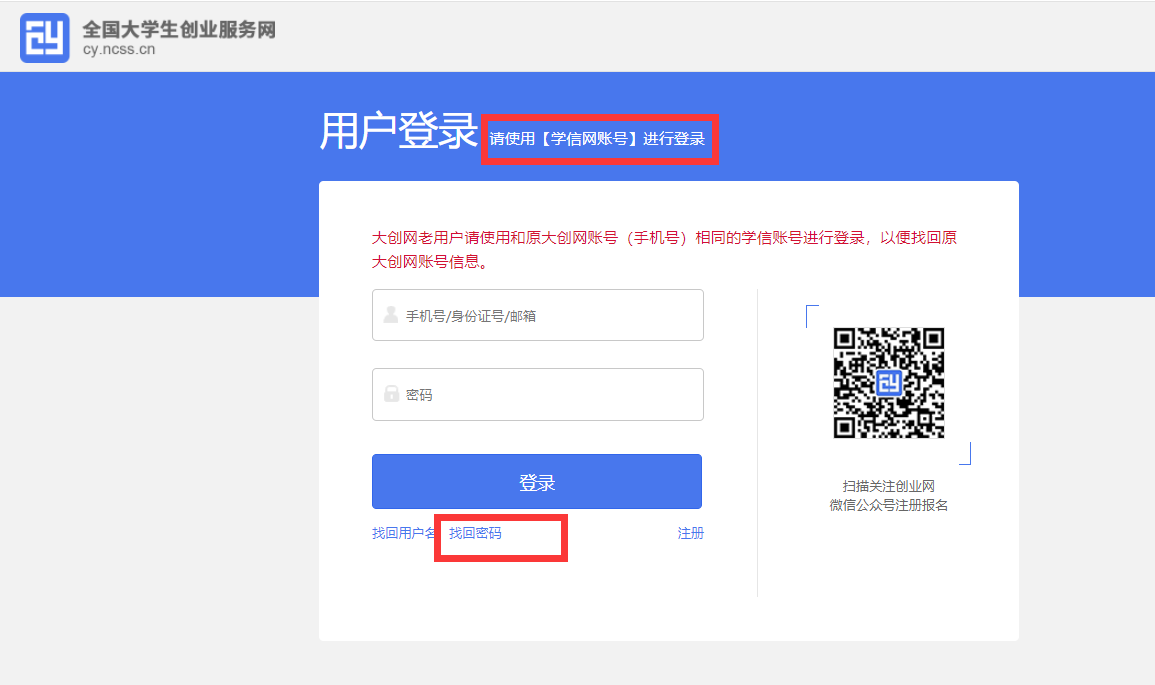 全国大学生创业服务网
cy.ncss.cn
用户登录 请使用【学信网账号】进行登录
大创网老用户请使用和原大创网账号（手机号）相同的学信账号进行登录，以便找回原
大创网账号信息。
手机号/身份证号/邮箱
密码
登录
找回用户名 找回密码 注册
扫描关注创业网
微信公众号注册报名